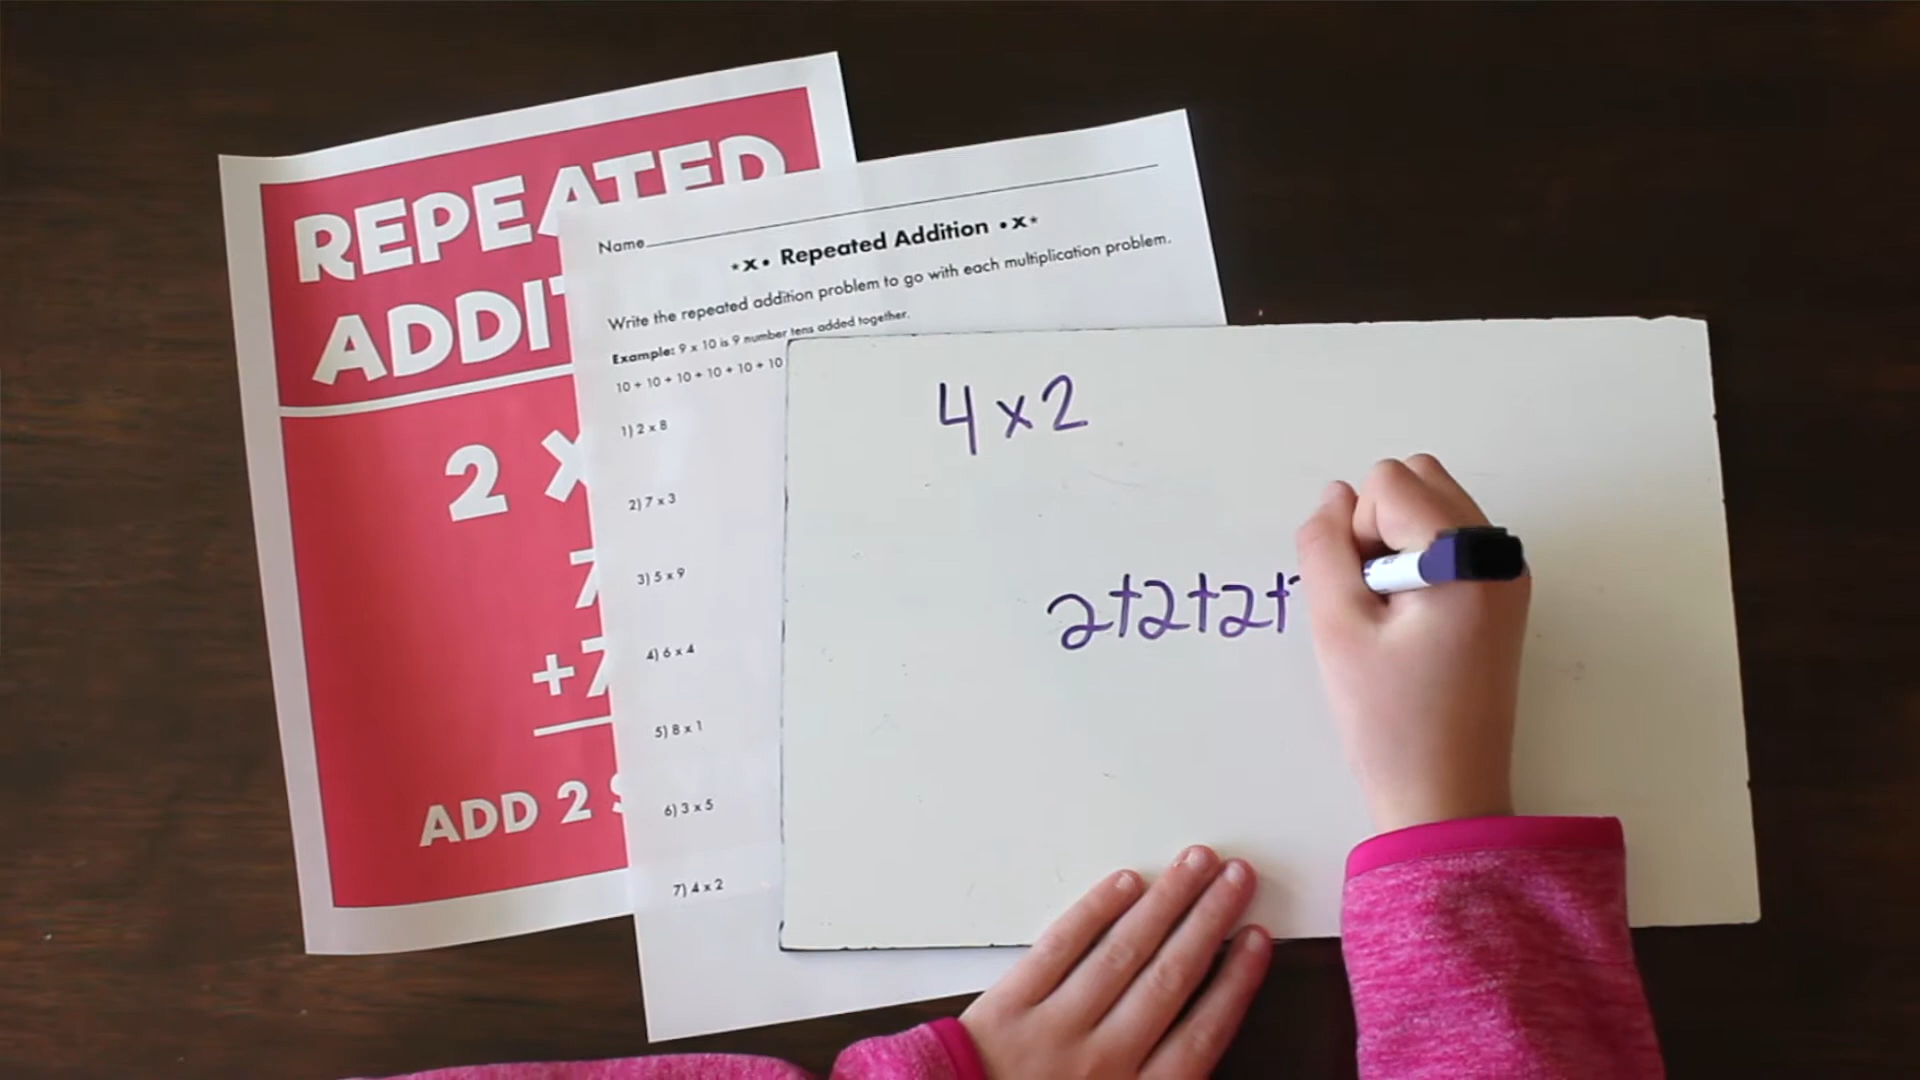 REPEATED
ADDIT
2 x
7
+7
ADD 2 S
Name
*x• Repeated Addition •x*
Write the repeated addition problem to go with each multiplication problem.
Example: 9 x 10 is 9 number tens added together.
10 + 10 + 10 + 10 + 10 + 10
1) 2 x 8
2) 7 x 3
3) 5 x 9
4) 6 x 4
5) 8 x 1
6) 3 x 5
7) 4 x 2
4 x 2
2+2+2+